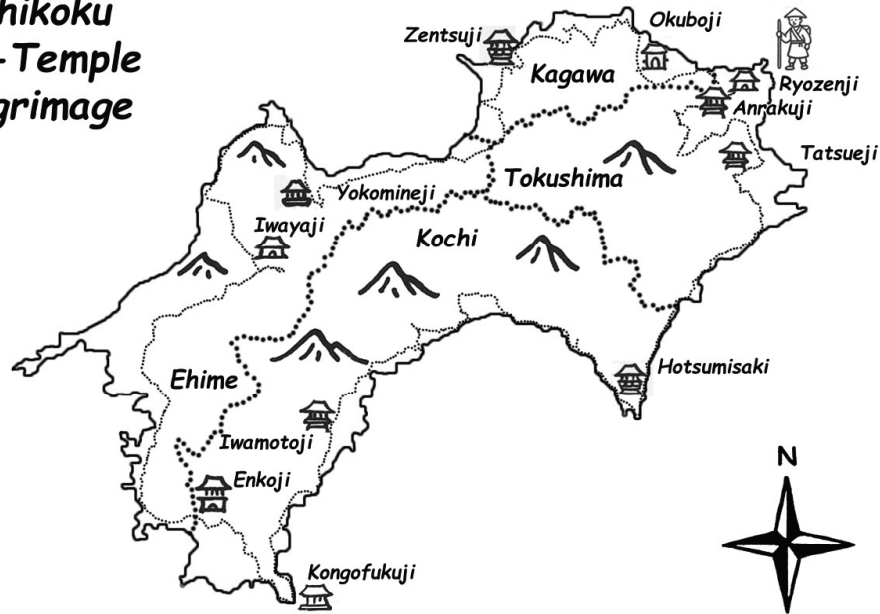 hikoku
-Temple
grimage
Zentsuji
Okuboji
Kagawa
Ryozenji
Anrakuji
Tatsueji
Tokushima
Yokomineji
Iwayaji
Kochi
Hotsumisaki
Ehime
Iwamotoji
Enkoji
Kongofukuji
N